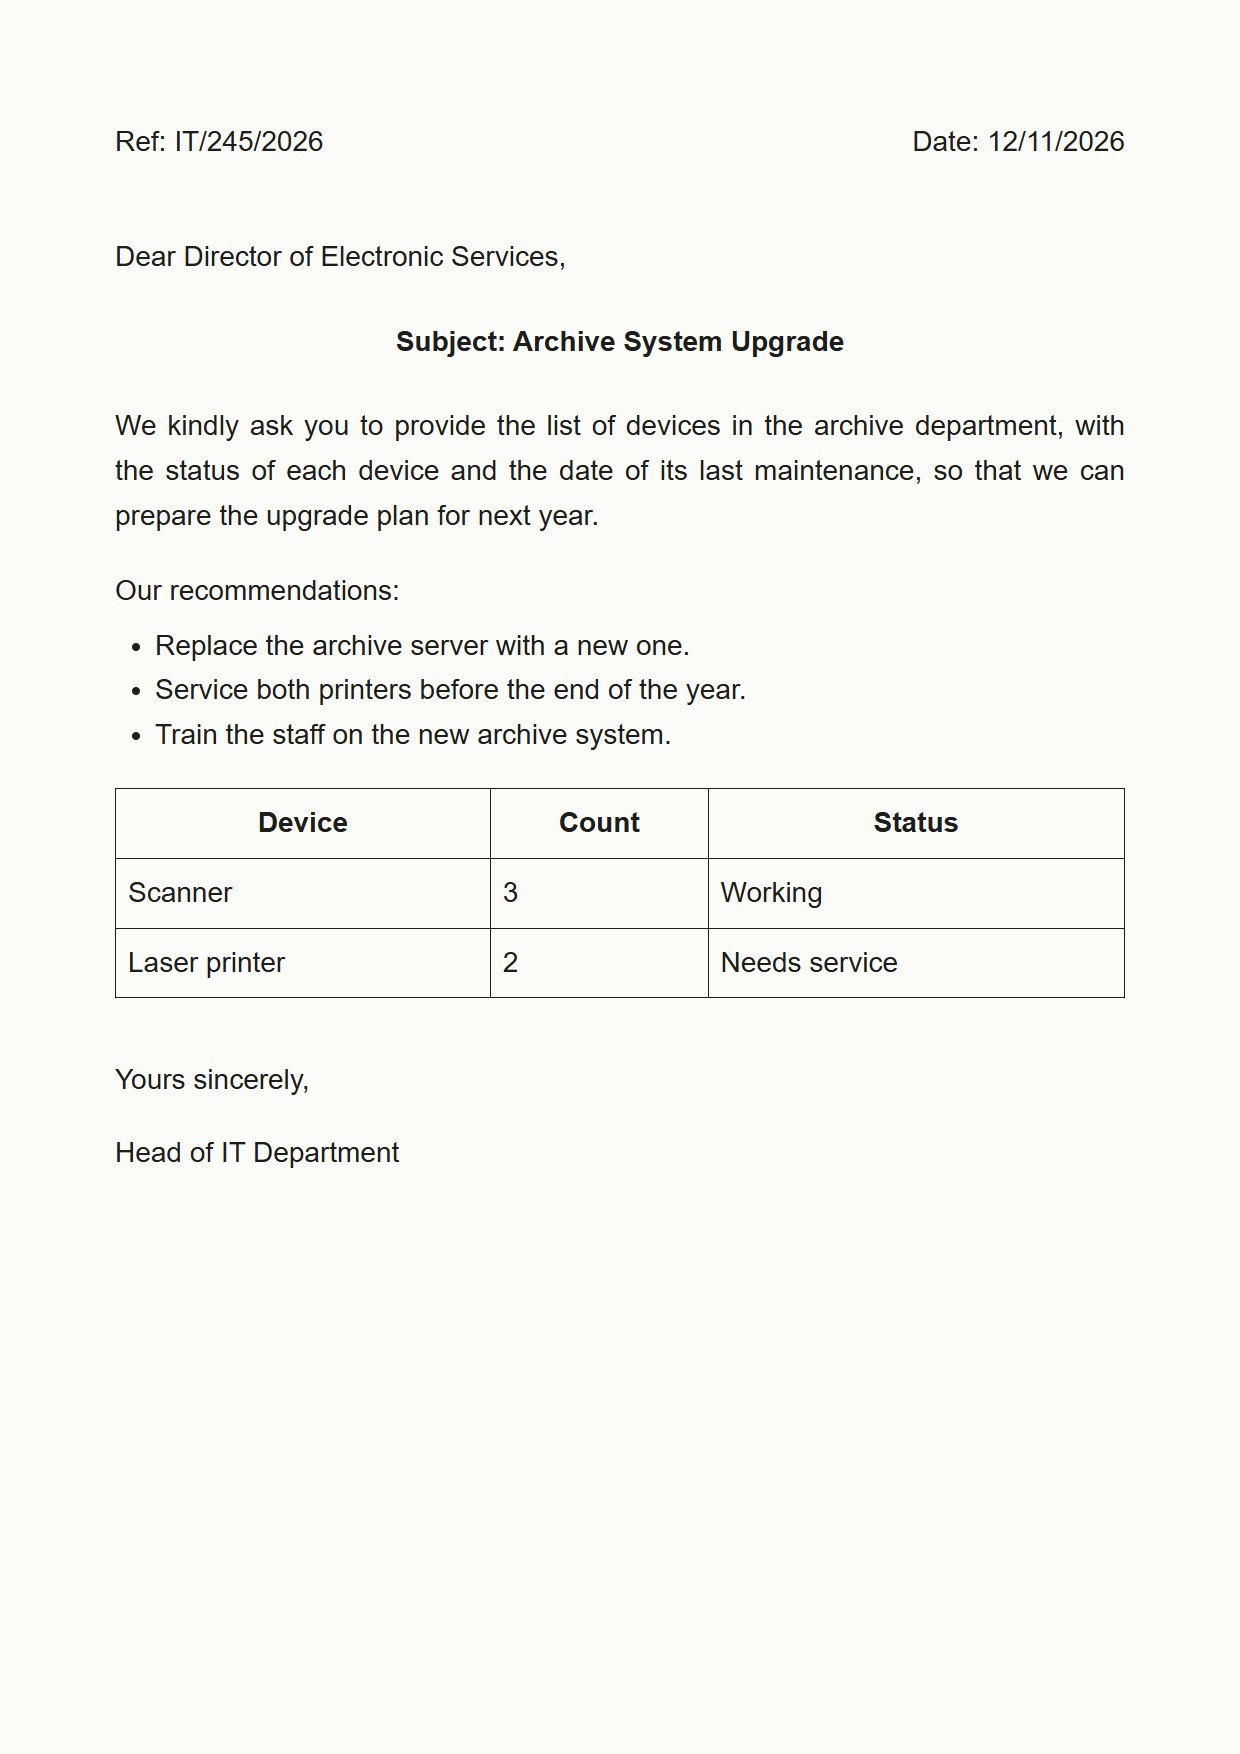 Ref: IT/245/2026 Date: 12/11/2026
Dear Director of Electronic Services,
Subject: Archive System Upgrade
We kindly ask you to provide the list of devices in the archive department, with
the status of each device and the date of its last maintenance, so that we can
prepare the upgrade plan for next year.
Our recommendations:
• Replace the archive server with a new one.
• Service both printers before the end of the year.
• Train the staff on the new archive system.
Device Count Status
Scanner 3 Working
Laser printer 2 Needs service
Yours sincerely,
Head of IT Department